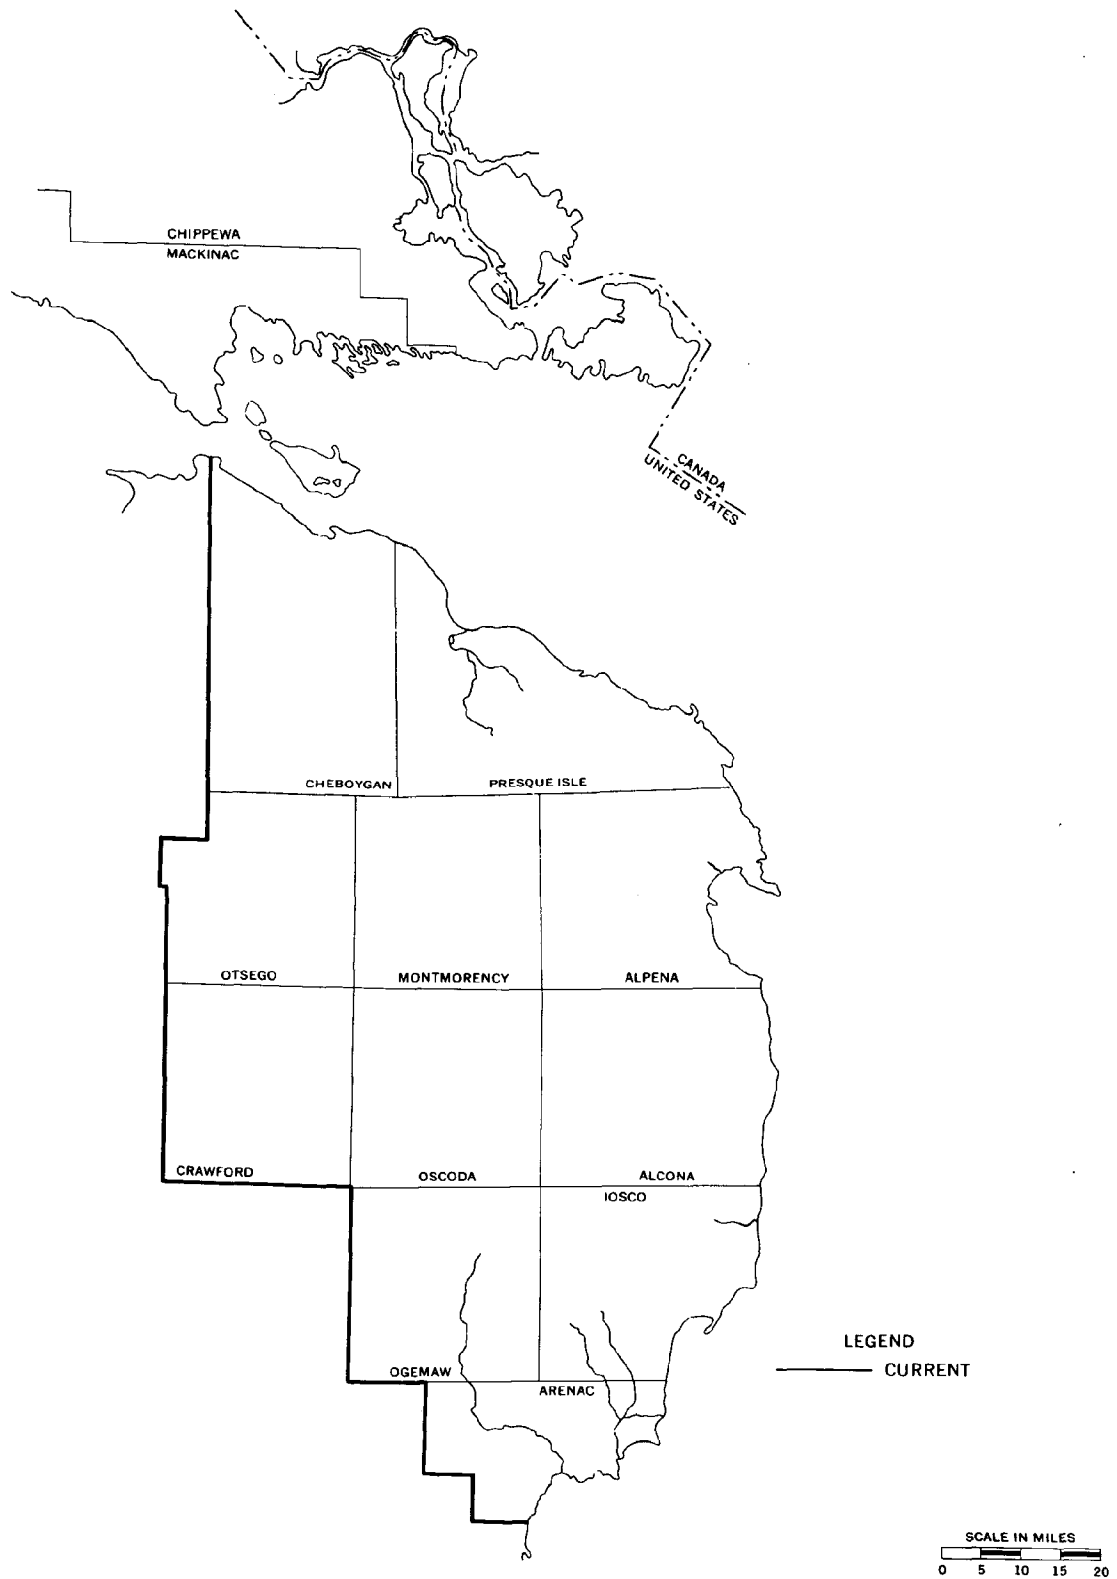 CHIPPEWA
MACKINAC
CANADA
UNITED STATES
CHEBOYGAN
PRESQUE ISLE
OTSEGO
MONTMORENCY
ALPENA
CRAWFORD
OSCODA
ALCONA
IOSCO
LEGEND
CURRENT
OGEMAW
ARENAC
SCALE IN MILES
0 5 10 15 20